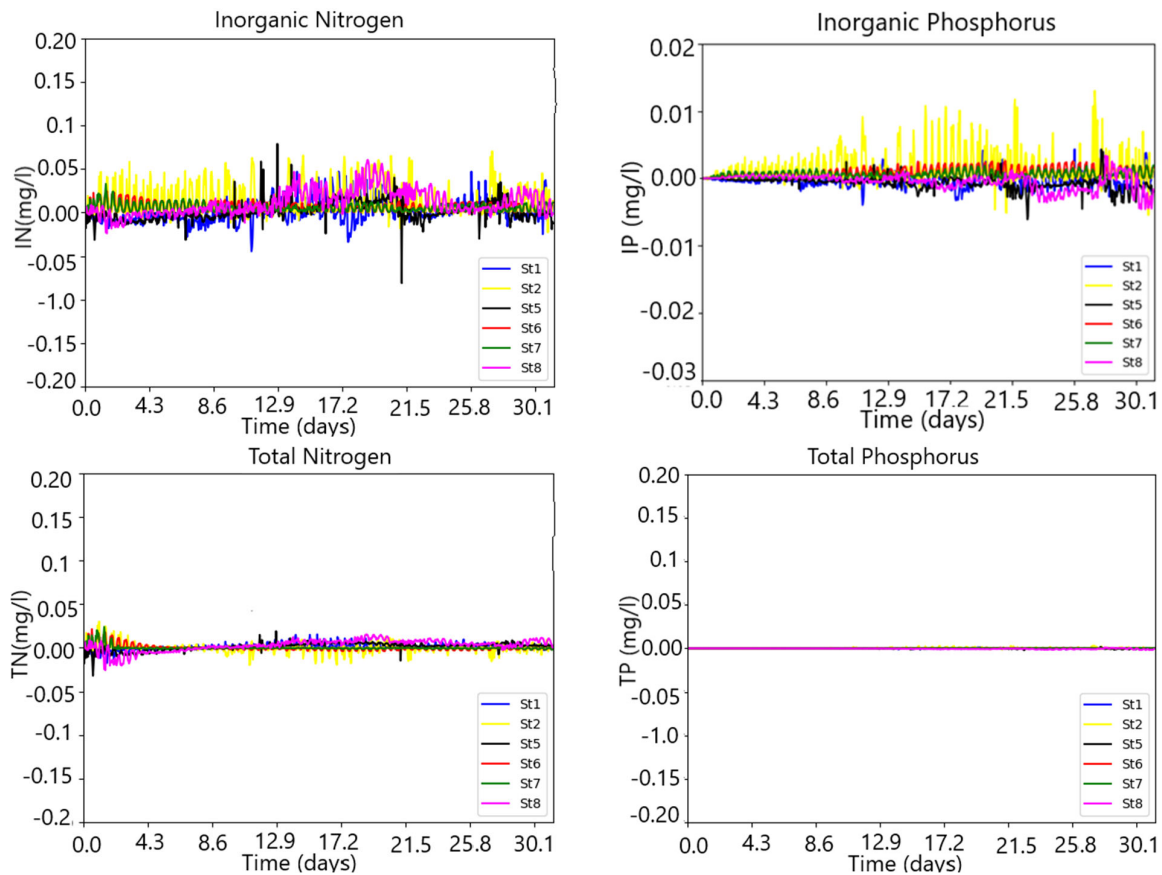 Inorganic Nitrogen
0.20
0.15
0.1
0.05
0.00
-0.05
-1.0
-0.15
-0.20
IN(mg/l)
St1
St2
St5
St6
St7
St8
0.0 4.3 8.6 12.9 17.2 21.5 25.8 30.1
Time (days)
Inorganic Phosphorus
0.02
0.01
0.00
-0.01
-0.02
-0.03
IP (mg/l)
St1
St2
St5
St6
St7
St8
0.0 4.3 8.6 12.9 17.2 21.5 25.8 30.1
Time (days)
Total Nitrogen
0.20
0.15
0.1
0.05
0.00
-0.05
-0.1
-0.15
-0.2
TN(mg/l)
St1
St2
St5
St6
St7
St8
0.0 4.3 8.6 12.9 17.2 21.5 25.8 30.1
Time (days)
Total Phosphorus
0.20
0.15
0.1
0.05
0.00
-0.05
-1.0
-0.15
-0.20
TP (mg/l)
St1
St2
St5
St6
St7
St8
0.0 4.3 8.6 12.9 17.2 21.5 25.8 30.1
Time (days)